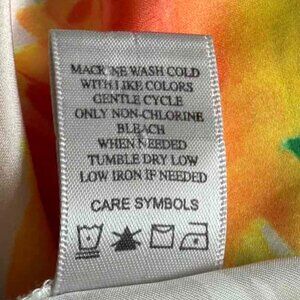 MACHINE WASH COLD
WITH LIKE COLORS
GENTLE CYCLE
ONLY NON-CHLORINE
BLEACH
WHEN NEEDED
TUMBLE DRY LOW
LOW IRON IF NEEDED
CARE SYMBOLS